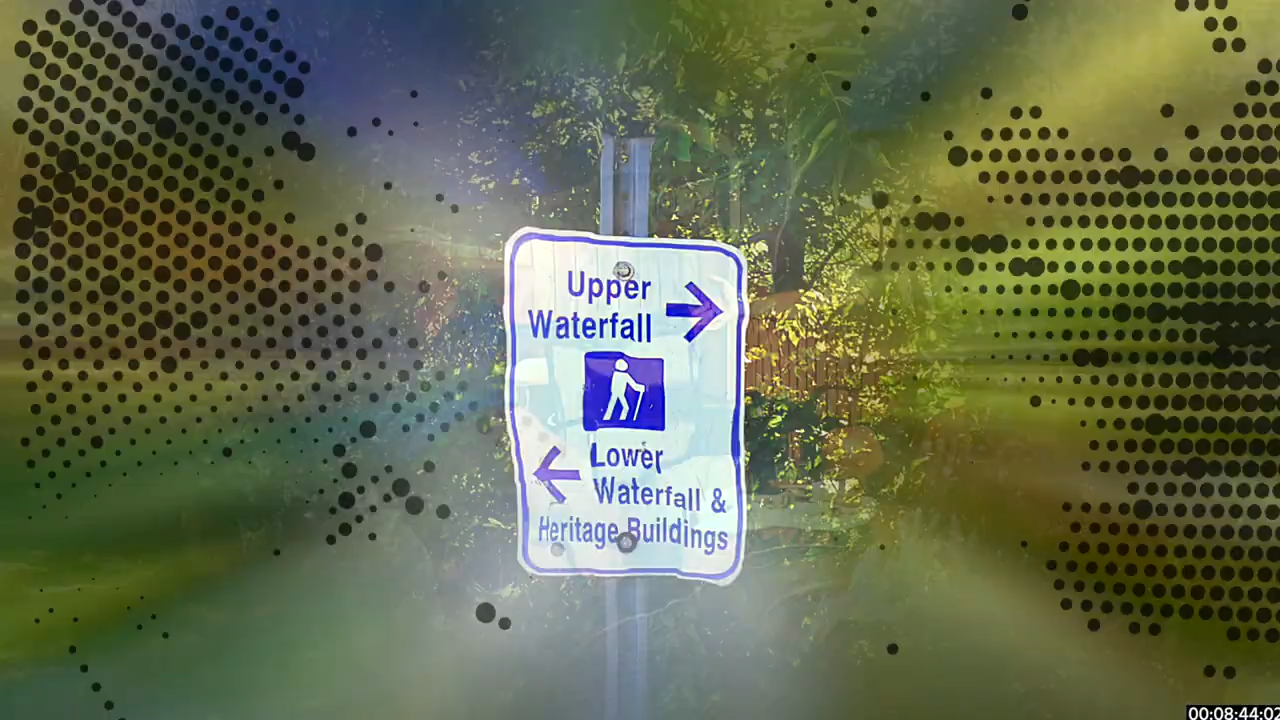 Upper
Waterfall
Lower
Waterfall &
Heritage Buildings
00:08:44:02